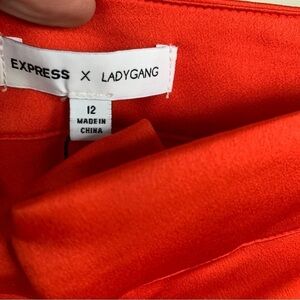 EXPRESS X LADYGANG
12
MADE IN
CHINA